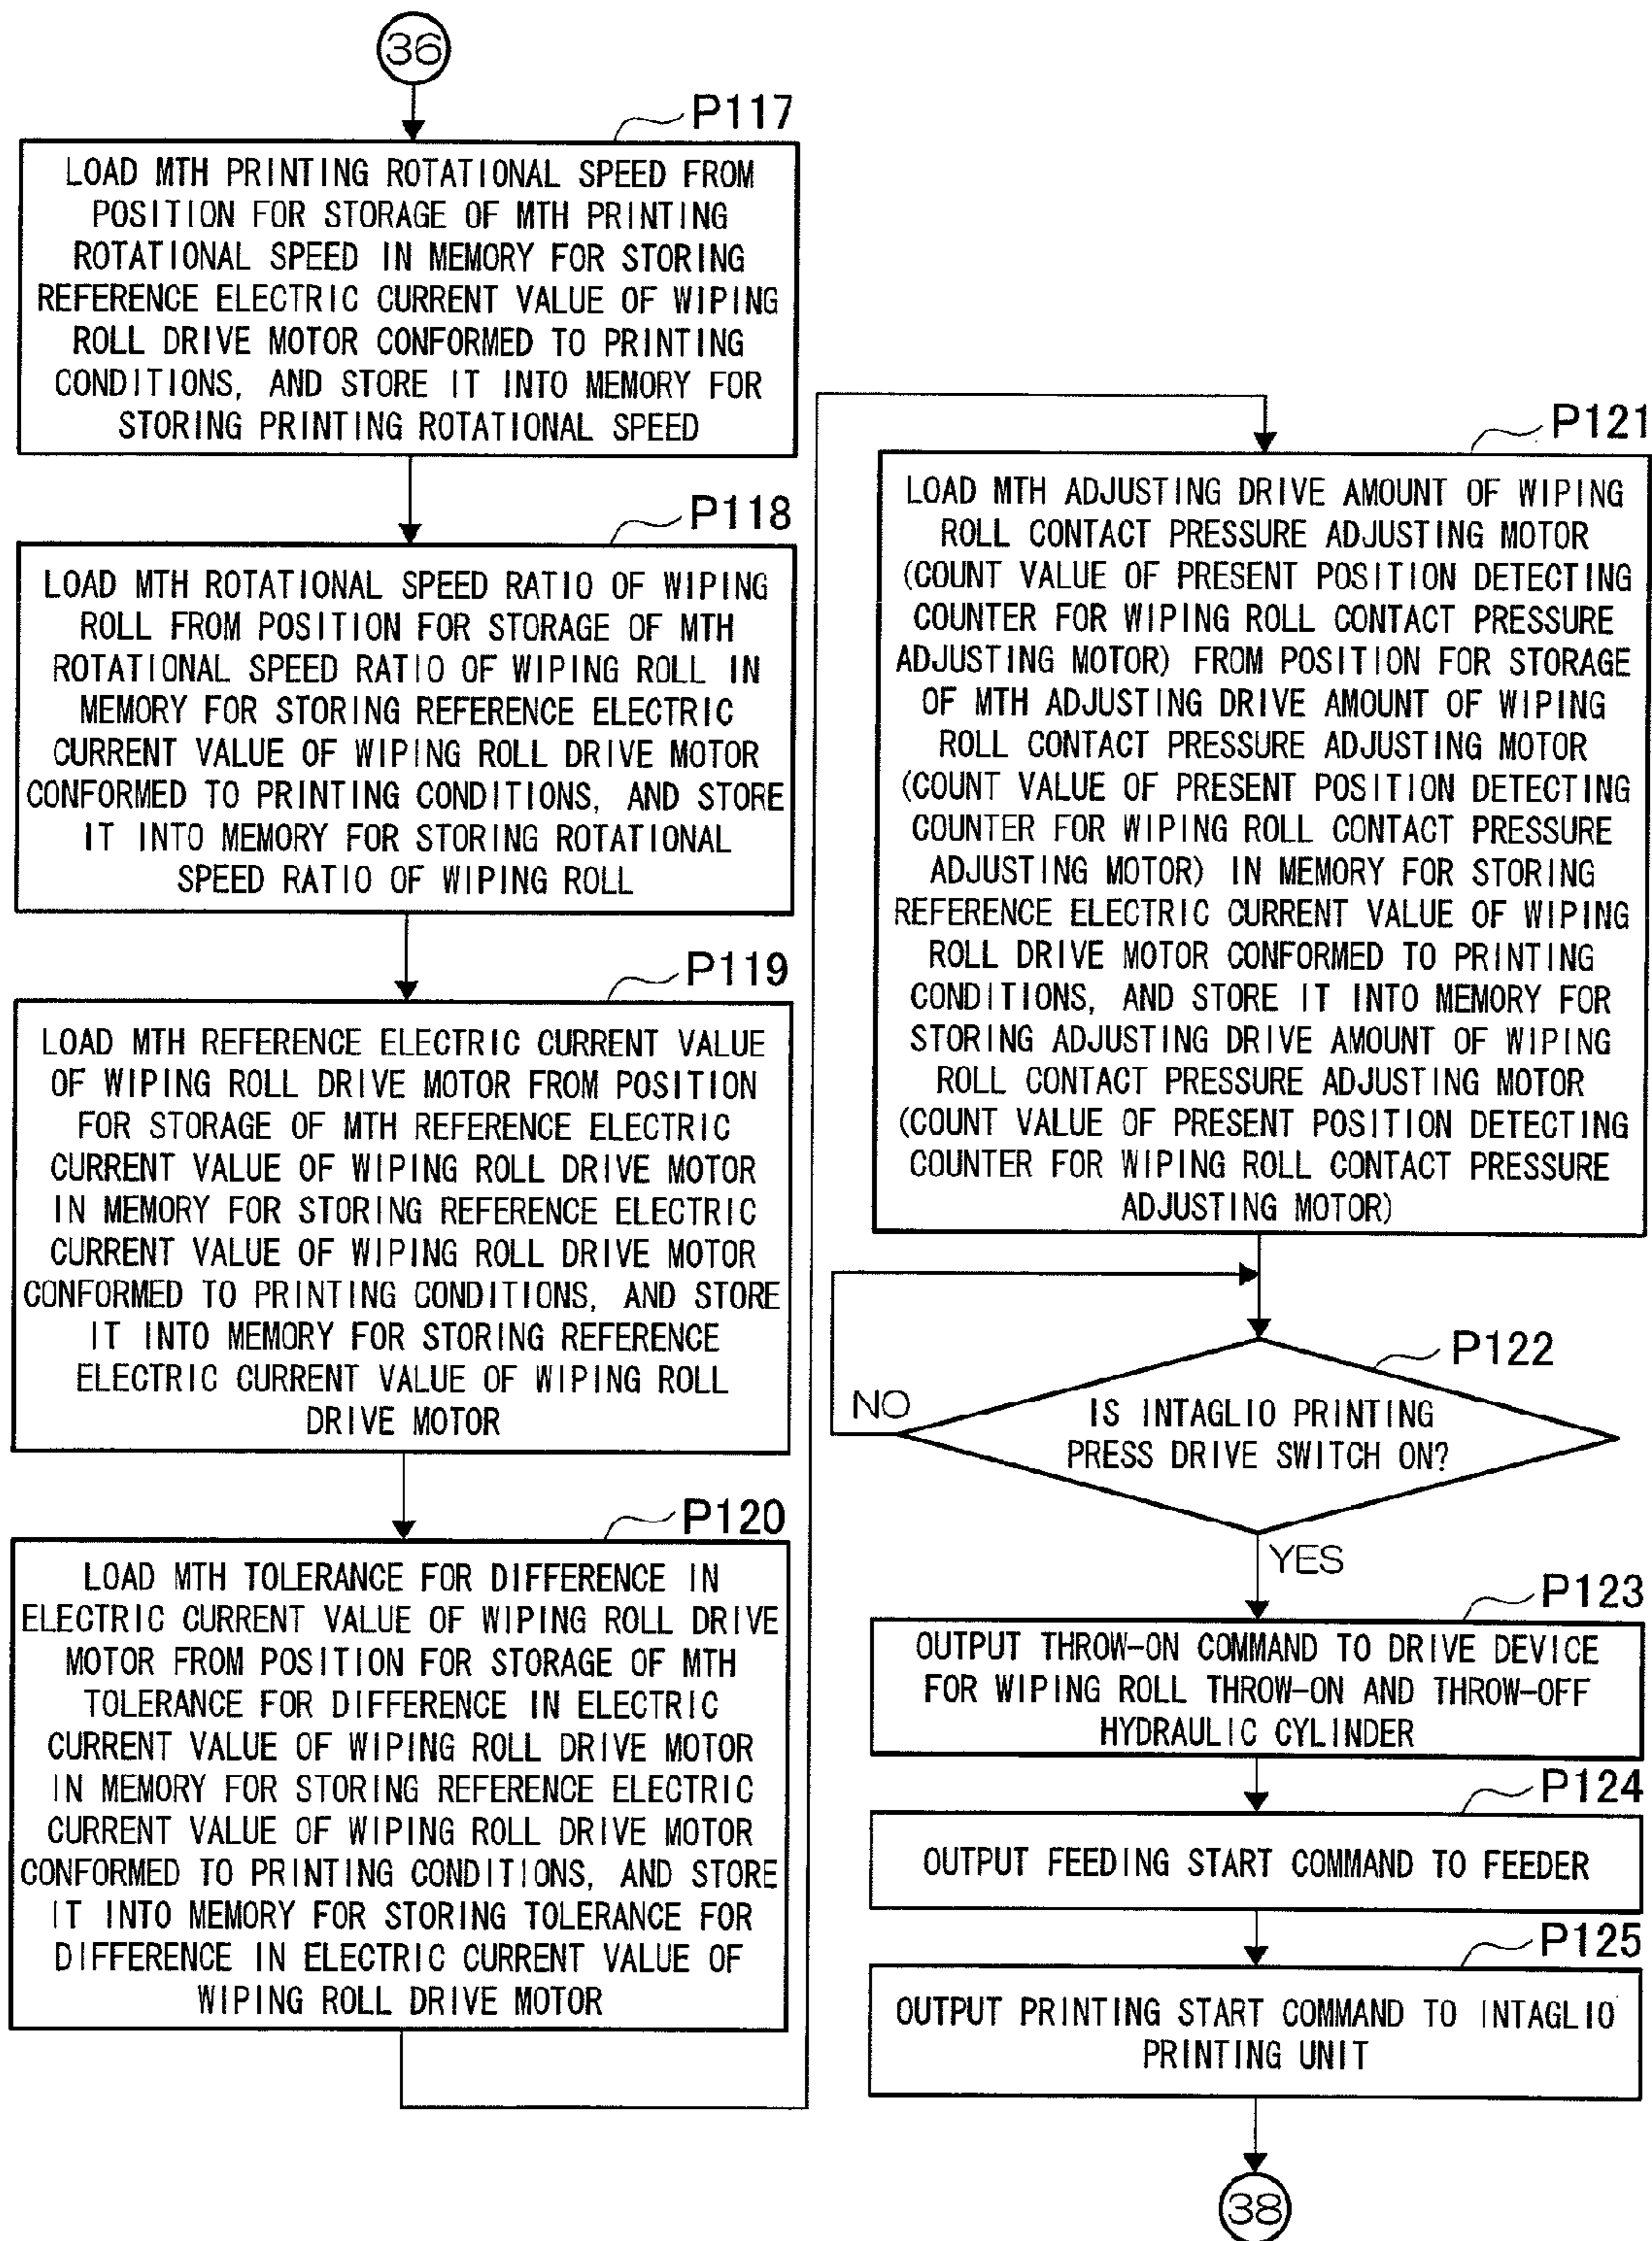 36
P117
LOAD MTH PRINTING ROTATIONAL SPEED FROM
POSITION FOR STORAGE OF MTH PRINTING
ROTATIONAL SPEED IN MEMORY FOR STORING
REFERENCE ELECTRIC CURRENT VALUE OF WIPING
ROLL DRIVE MOTOR CONFORMED TO PRINTING
CONDITIONS, AND STORE IT INTO MEMORY FOR
STORING PRINTING ROTATIONAL SPEED
P118
LOAD MTH ROTATIONAL SPEED RATIO OF WIPING
ROLL FROM POSITION FOR STORAGE OF MTH
ROTATIONAL SPEED RATIO OF WIPING ROLL IN
MEMORY FOR STORING REFERENCE ELECTRIC
CURRENT VALUE OF WIPING ROLL DRIVE MOTOR
CONFORMED TO PRINTING CONDITIONS, AND STORE
IT INTO MEMORY FOR STORING ROTATIONAL
SPEED RATIO OF WIPING ROLL
P119
LOAD MTH REFERENCE ELECTRIC CURRENT VALUE
OF WIPING ROLL DRIVE MOTOR FROM POSITION
FOR STORAGE OF MTH REFERENCE ELECTRIC
CURRENT VALUE OF WIPING ROLL DRIVE MOTOR
IN MEMORY FOR STORING REFERENCE ELECTRIC
CURRENT VALUE OF WIPING ROLL DRIVE MOTOR
CONFORMED TO PRINTING CONDITIONS, AND STORE
IT INTO MEMORY FOR STORING REFERENCE
ELECTRIC CURRENT VALUE OF WIPING ROLL
DRIVE MOTOR
P120
LOAD MTH TOLERANCE FOR DIFFERENCE IN
ELECTRIC CURRENT VALUE OF WIPING ROLL DRIVE
MOTOR FROM POSITION FOR STORAGE OF MTH
TOLERANCE FOR DIFFERENCE IN ELECTRIC
CURRENT VALUE OF WIPING ROLL DRIVE MOTOR
IN MEMORY FOR STORING REFERENCE ELECTRIC
CURRENT VALUE OF WIPING ROLL DRIVE MOTOR
CONFORMED TO PRINTING CONDITIONS, AND STORE
IT INTO MEMORY FOR STORING TOLERANCE FOR
DIFFERENCE IN ELECTRIC CURRENT VALUE OF
WIPING ROLL DRIVE MOTOR
P121
LOAD MTH ADJUSTING DRIVE AMOUNT OF WIPING
ROLL CONTACT PRESSURE ADJUSTING MOTOR
(COUNT VALUE OF PRESENT POSITION DETECTING
COUNTER FOR WIPING ROLL CONTACT PRESSURE
ADJUSTING MOTOR) FROM POSITION FOR STORAGE
OF MTH ADJUSTING DRIVE AMOUNT OF WIPING
ROLL CONTACT PRESSURE ADJUSTING MOTOR
(COUNT VALUE OF PRESENT POSITION DETECTING
COUNTER FOR WIPING ROLL CONTACT PRESSURE
ADJUSTING MOTOR) IN MEMORY FOR STORING
REFERENCE ELECTRIC CURRENT VALUE OF WIPING
ROLL DRIVE MOTOR CONFORMED TO PRINTING
CONDITIONS, AND STORE IT INTO MEMORY FOR
STORING ADJUSTING DRIVE AMOUNT OF WIPING
ROLL CONTACT PRESSURE ADJUSTING MOTOR
(COUNT VALUE OF PRESENT POSITION DETECTING
COUNTER FOR WIPING ROLL CONTACT PRESSURE
ADJUSTING MOTOR)
P122
NO
IS INTAGLIO PRINTING
PRESS DRIVE SWITCH ON?
YES
P123
OUTPUT THROW-ON COMMAND TO DRIVE DEVICE
FOR WIPING ROLL THROW-ON AND THROW-OFF
HYDRAULIC CYLINDER
P124
OUTPUT FEEDING START COMMAND TO FEEDER
P125
OUTPUT PRINTING START COMMAND TO INTAGLIO
PRINTING UNIT
38